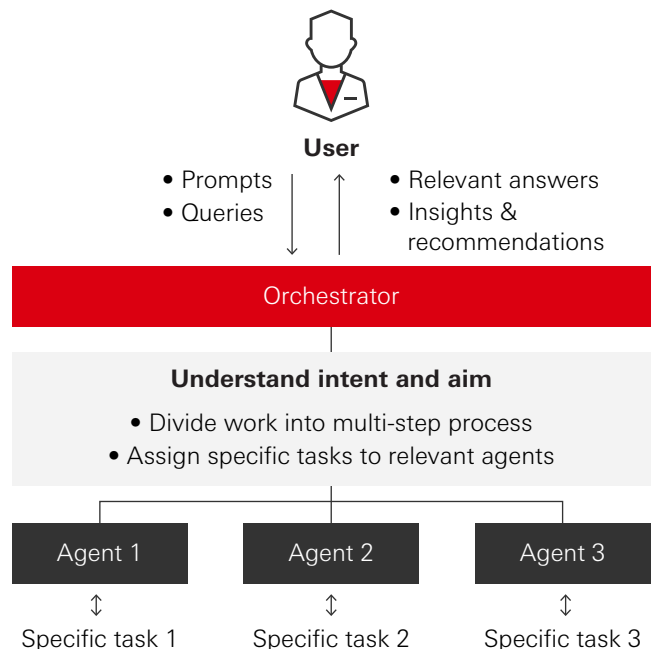 User
• Prompts
• Queries
• Relevant answers
• Insights &
recommendations
Orchestrator
Understand intent and aim
• Divide work into multi-step process
• Assign specific tasks to relevant agents
Agent 1
Agent 2
Agent 3
Specific task 1
Specific task 2
Specific task 3